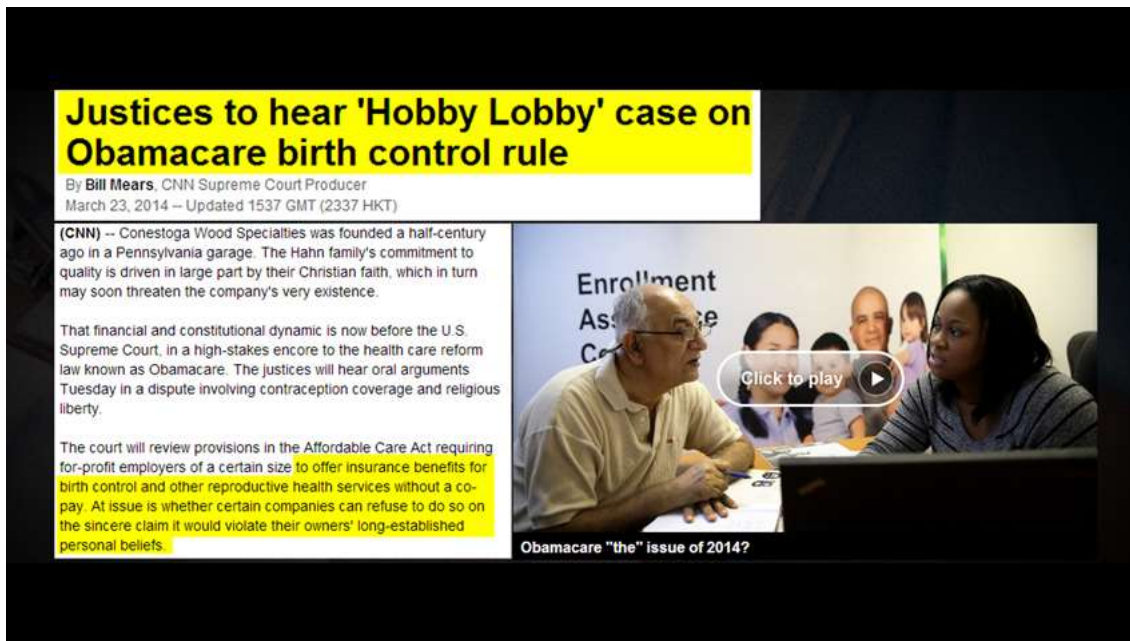 Justices to hear 'Hobby Lobby' case on
Obamacare birth control rule
By Bill Mears, CNN Supreme Court Producer
March 23, 2014 -- Updated 1537 GMT (2337 HKT)
(CNN) -- Conestoga Wood Specialties was founded a half-century
ago in a Pennsylvania garage. The Hahn family's commitment to
quality is driven in large part by their Christian faith, which in turn
may soon threaten the company's very existence.
That financial and constitutional dynamic is now before the U.S.
Supreme Court, in a high-stakes encore to the health care reform
law known as Obamacare. The justices will hear oral arguments
Tuesday in a dispute involving contraception coverage and religious
liberty.
The court will review provisions in the Affordable Care Act requiring
for-profit employers of a certain size to offer insurance benefits for
birth control and other reproductive health services without a co-
pay. At issue is whether certain companies can refuse to do so on
the sincere claim it would violate their owners' long-established
personal beliefs.
Enrollment
Click to play
Obamacare "the" issue of 2014?